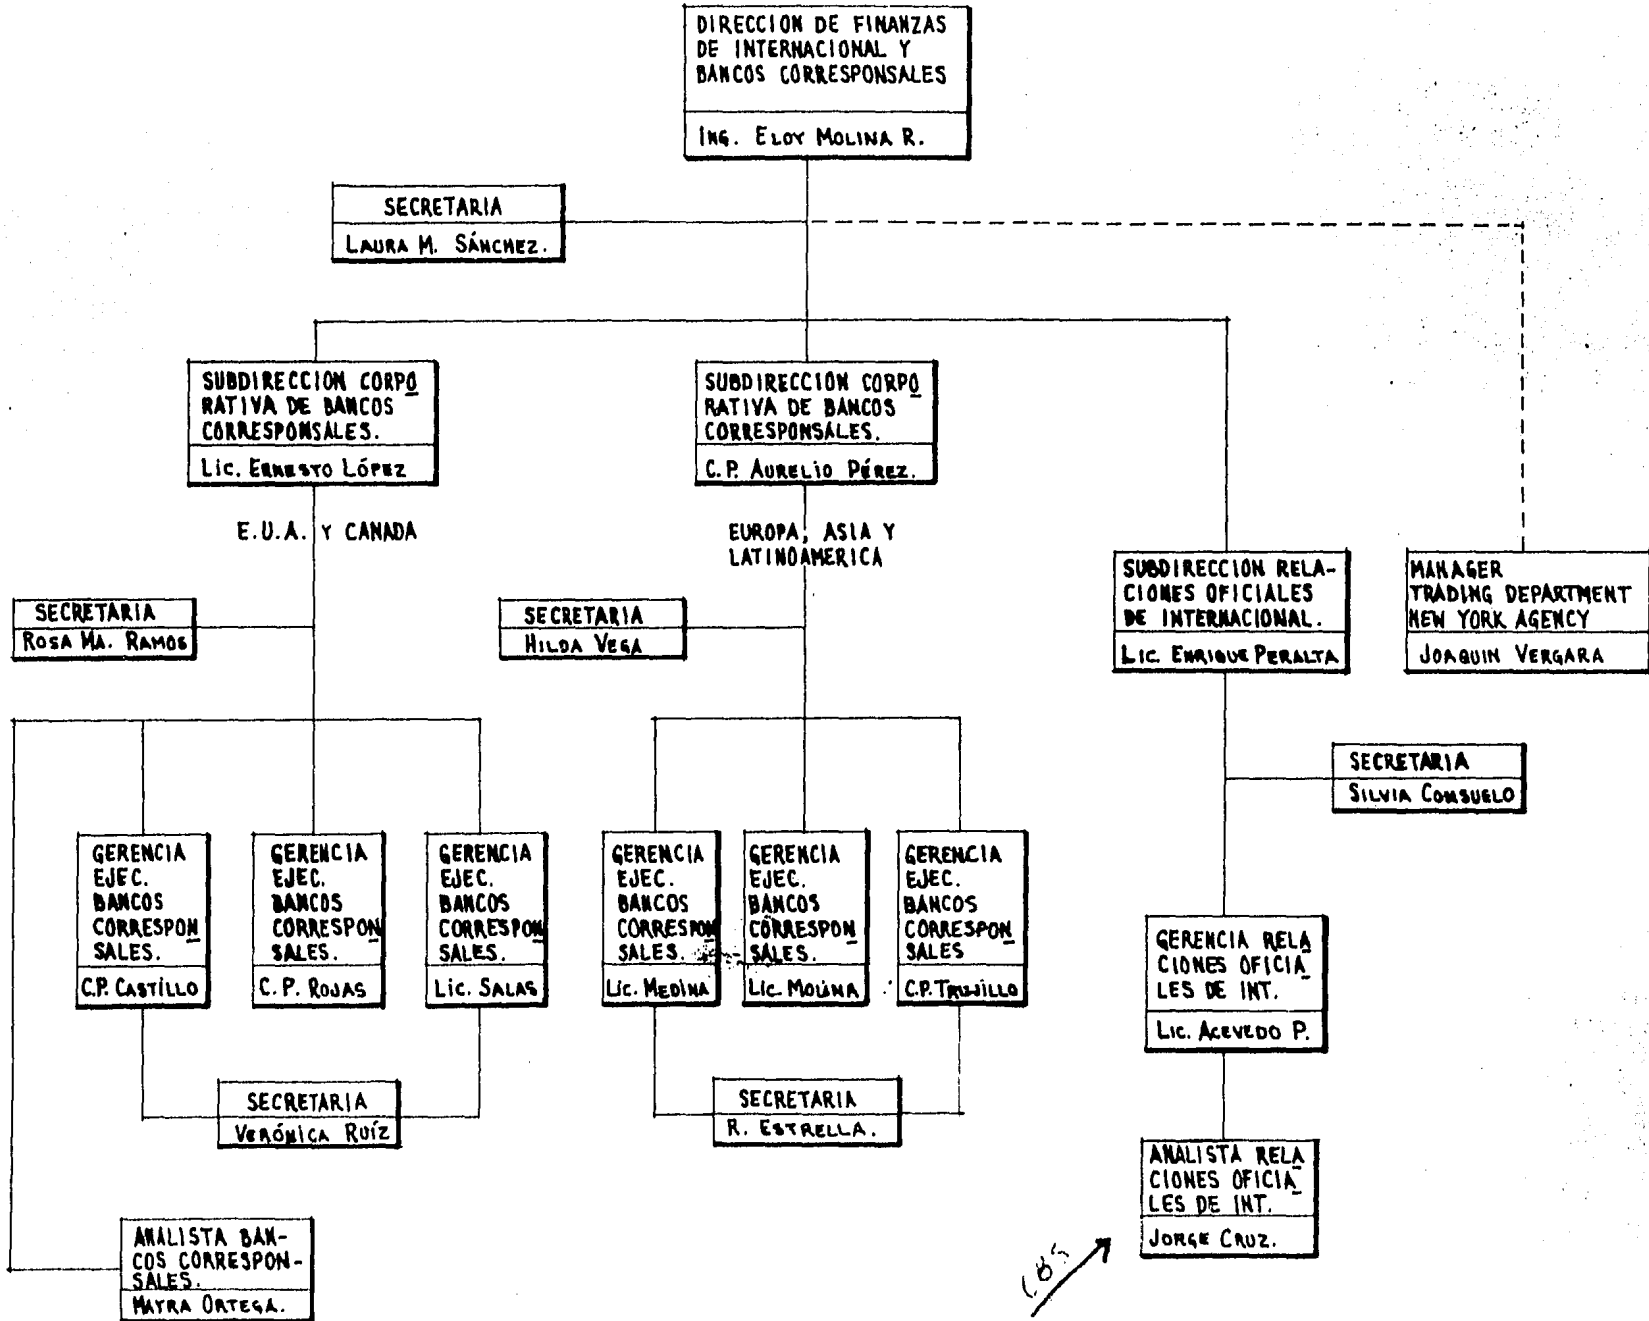 DIRECCION DE FINANZAS
DE INTERNACIONAL Y
BANCOS CORRESPONSALES
ING. ELOY MOLINA R.
SECRETARIA
LAURA M. SÁNCHEZ.
SUBDIRECCION CORPO
RATIVA DE BANCOS
CORRESPONSALES.
LIC. ERNESTO LÓPEZ
SUBDIRECCION CORPO
RATIVA DE BANCOS
CORRESPONSALES.
C.P. AURELIO PÉREZ.
E.U.A. Y CANADA
EUROPA, ASIA Y
LATINOAMERICA
SUBDIRECCION RELA-
CIONES OFICIALES
DE INTERNACIONAL.
LIC. ENRIQUE PERALTA
MANAGER
TRADING DEPARTMENT
NEW YORK AGENCY
JOAQUIN VERGARA
SECRETARIA
ROSA MA. RAMOS
SECRETARIA
HILDA VEGA
SECRETARIA
SILVIA CONSUELO
GERENCIA
EJEC.
BANCOS
CORRESPON
SALES.
C.P. CASTILLO
GERENCIA
EJEC.
BANCOS
CORRESPON
SALES.
C.P. ROJAS
GERENCIA
EJEC.
BANCOS
CORRESPON
SALES.
LIC. SALAS
GERENCIA
EJEC.
BANCOS
CORRESPON
SALES.
LIC. MEDINA
GERENCIA
EJEC.
BANCOS
CORRESPON
SALES.
LIC. MOLINA
GERENCIA
EJEC.
BANCOS
CORRESPON
SALES
C.P. TRUJILLO
GERENCIA RELA
CIONES OFICIA
LES DE INT.
LIC. ACEVEDO P.
SECRETARIA
VERÓNICA RUÍZ
SECRETARIA
R. ESTRELLA.
ANALISTA RELA
CIONES OFICIA
LES DE INT.
JORGE CRUZ.
ANALISTA BAN-
COS CORRESPON-
SALES.
MAYRA ORTEGA.